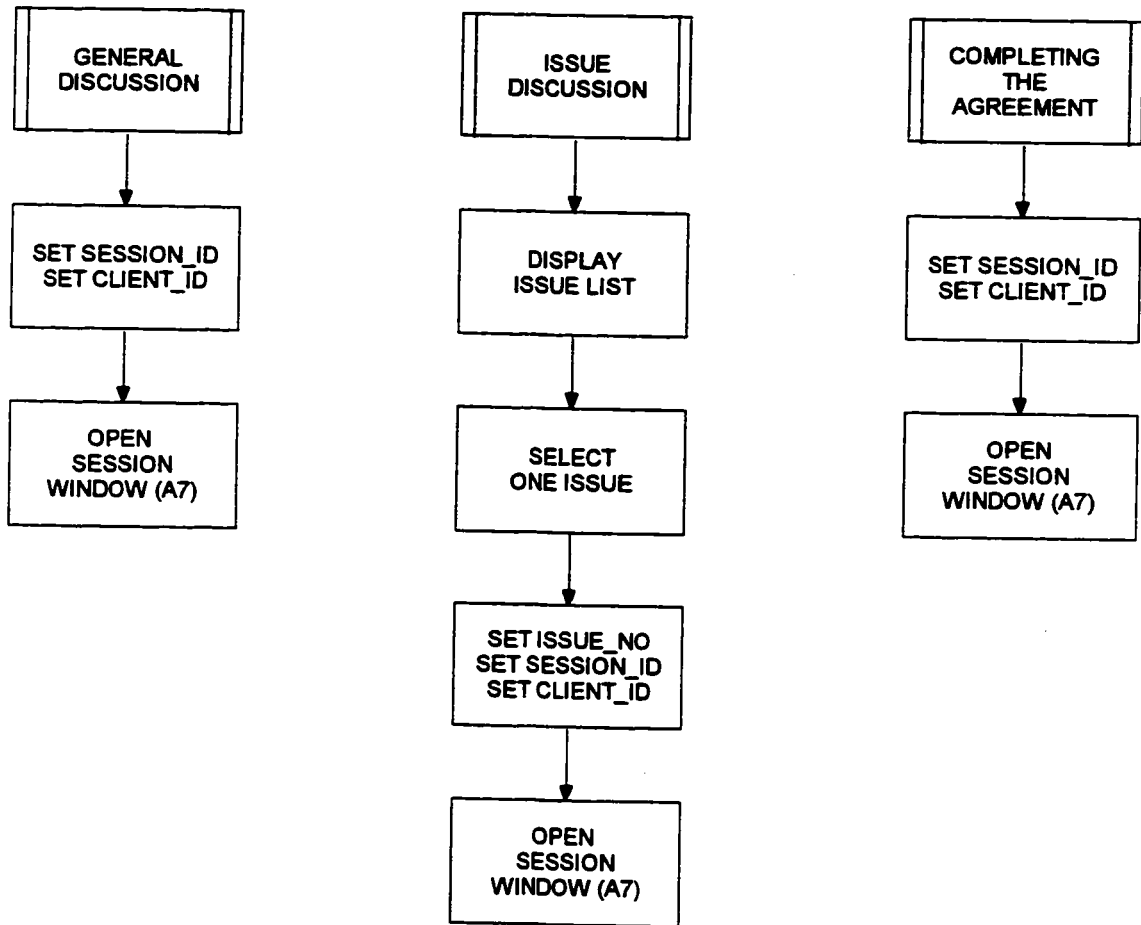 GENERAL
DISCUSSION
SET SESSION_ID
SET CLIENT_ID
OPEN
SESSION
WINDOW (A7)
ISSUE
DISCUSSION
DISPLAY
ISSUE LIST
SELECT
ONE ISSUE
SET ISSUE_NO
SET SESSION_ID
SET CLIENT_ID
OPEN
SESSION
WINDOW (A7)
COMPLETING
THE
AGREEMENT
SET SESSION_ID
SET CLIENT_ID
OPEN
SESSION
WINDOW (A7)